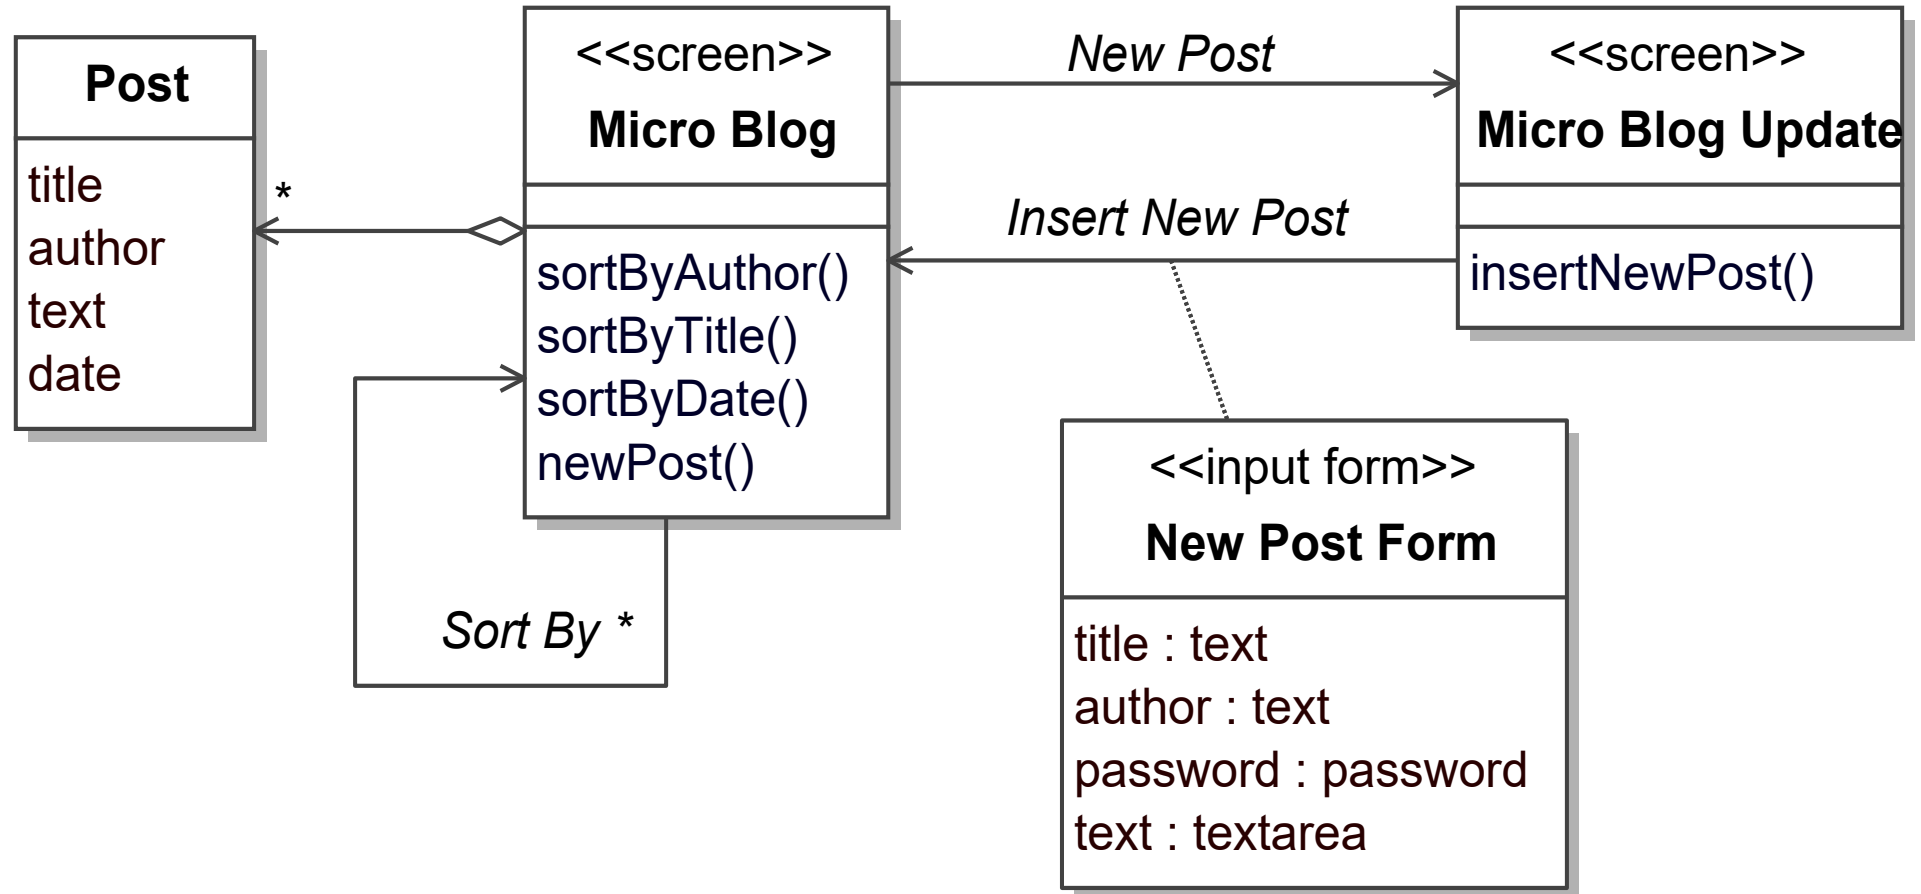 Post
title
author
text
date
*
<<screen>>
Micro Blog
sortByAuthor()
sortByTitle()
sortByDate()
newPost()
Sort By *
New Post
Insert New Post
<<screen>>
Micro Blog Update
insertNewPost()
<<input form>>
New Post Form
title : text
author : text
password : password
text : textarea